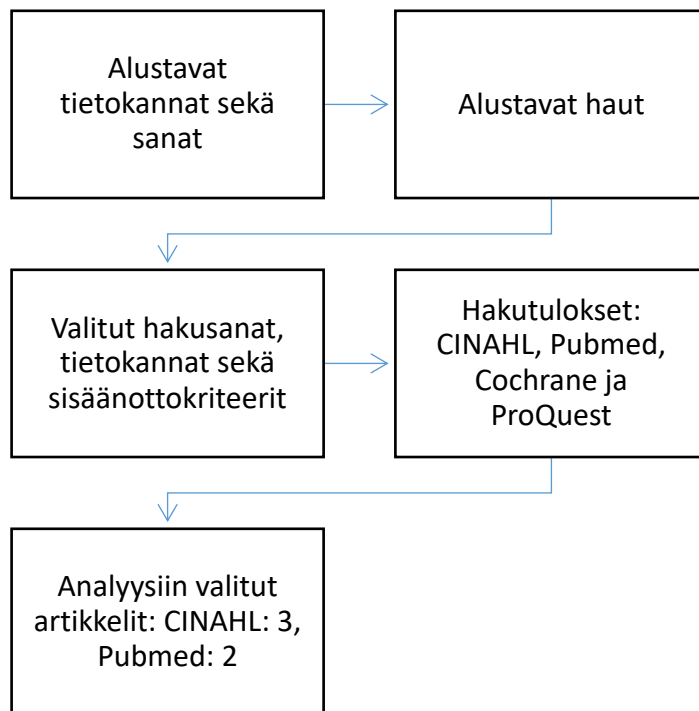 Alustavat
tietokannat sekä
sanat
Alustavat haut
Valitut hakusanat,
tietokannat sekä
sisäänottokriteerit
Hakutulokset:
CINAHL, Pubmed,
Cochrane ja
ProQuest
Analyysiin valitut
artikkelit: CINAHL: 3,
Pubmed: 2